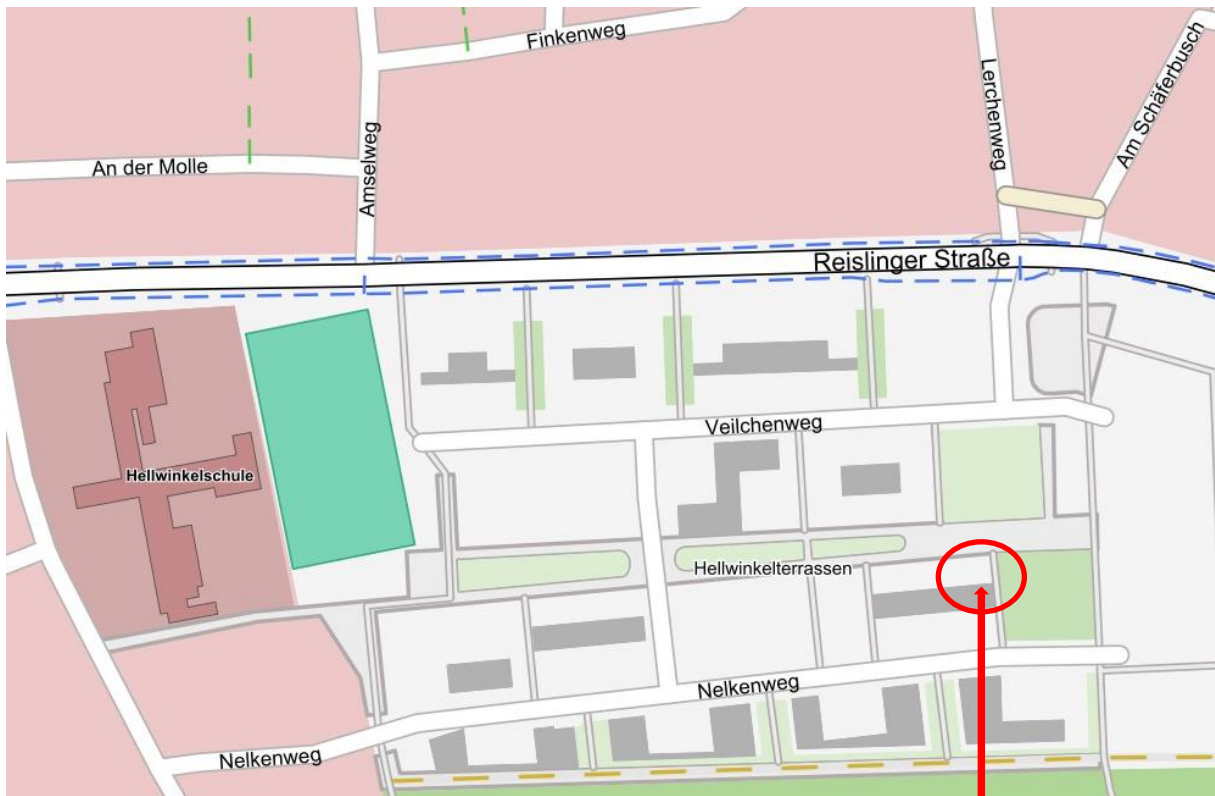 Finkenweg
Lerchenweg
Am Schäferbusch
An der Molle
Amselweg
Reislinger Straße
Veilchenweg
Hellwinkelschule
Hellwinkelterrassen
Nelkenweg
Nelkenweg